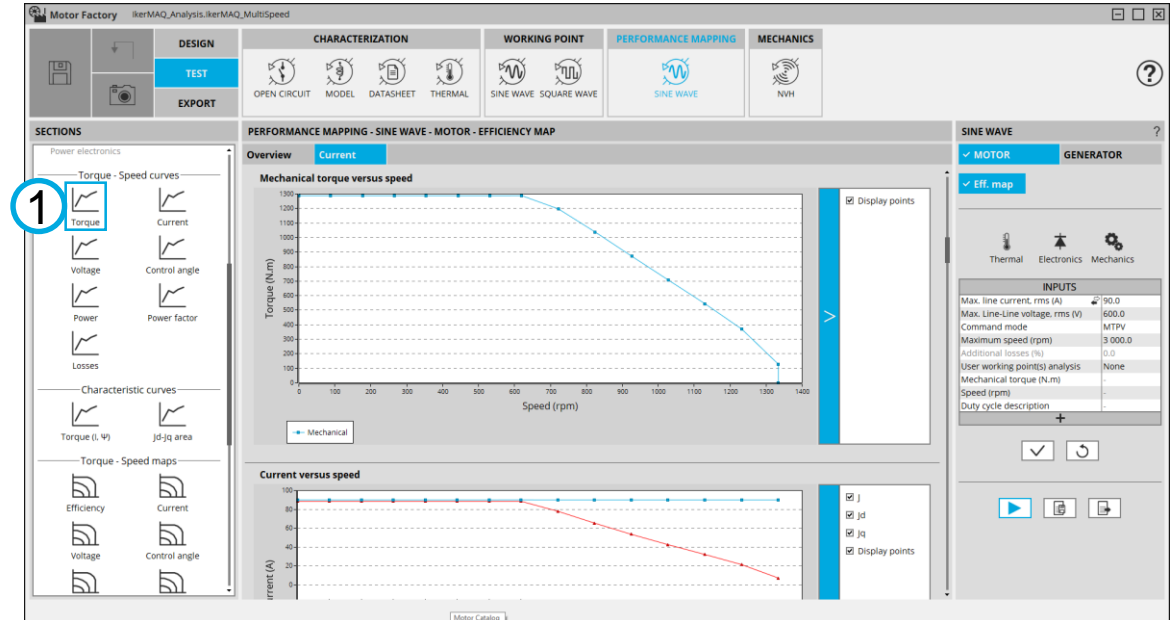 Motor Factory IkerMAQ_Analysis.IkerMAQ_MultiSpeed
DESIGN
TEST
EXPORT
CHARACTERIZATION
OPEN CIRCUIT MODEL DATASHEET THERMAL
WORKING POINT
SINE WAVE SQUARE WAVE
PERFORMANCE MAPPING
SINE WAVE
MECHANICS
NVH
?
SECTIONS
Power electronics
Torque - Speed curves
1
Torque Current
Voltage Control angle
Power Power factor
Losses
Characteristic curves
Torque (I, Ψ) Jd-Jq area
Torque - Speed maps
Efficiency Current
Voltage Control angle
PERFORMANCE MAPPING - SINE WAVE - MOTOR - EFFICIENCY MAP
Overview Current
Mechanical torque versus speed
Torque (N.m)
1300
1200
1100
1000
900
800
700
600
500
400
300
200
100
0
0 100 200 300 400 500 600 700 800 900 1000 1100 1200 1300 1400
Speed (rpm)
Mechanical
>
Display points
Current versus speed
100
80
60
40
20
0
Current (A)
J
Jd
Jq
Display points
SINE WAVE ?
MOTOR GENERATOR
Eff. map
Thermal Electronics Mechanics
INPUTS
Max. line current, rms (A) 90.0
Max. Line-Line voltage, rms (V) 600.0
Command mode MTPV
Maximum speed (rpm) 3 000.0
Additional losses (%) 0.0
User working point(s) analysis None
Mechanical torque (N.m) -
Speed (rpm) -
Duty cycle description -
+
Motor Catalog